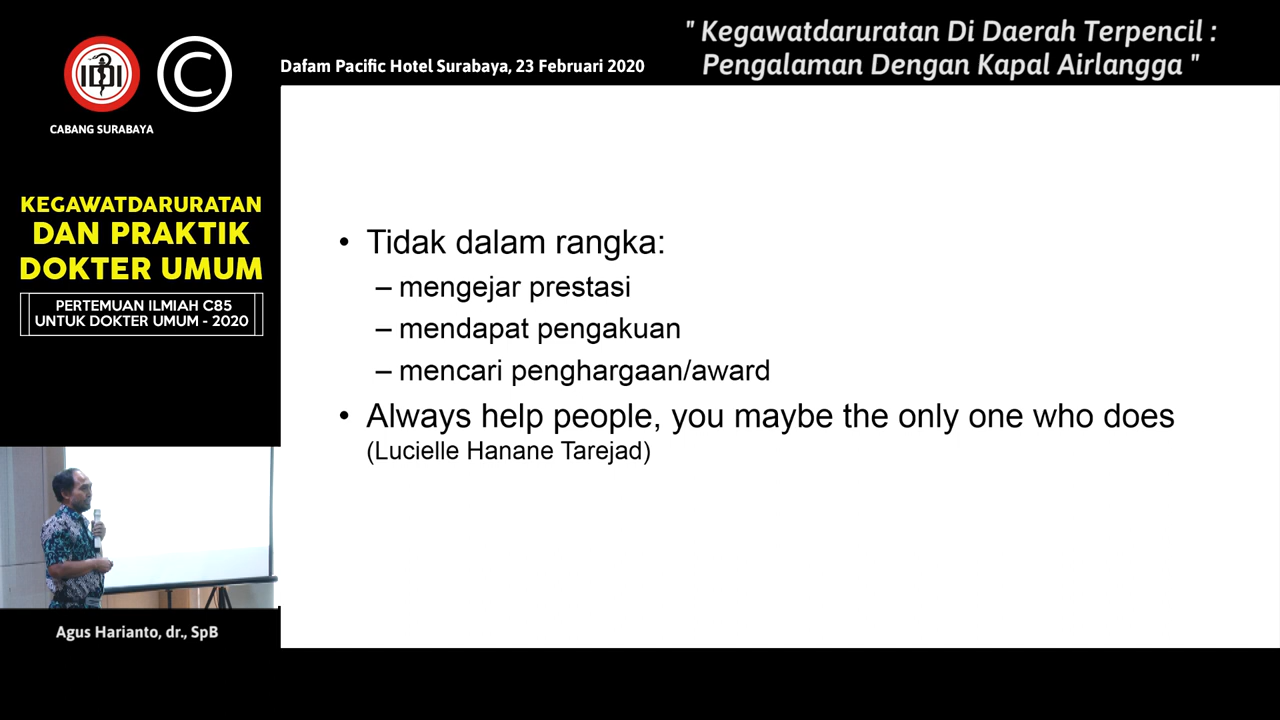 " Kegawatdaruratan Di Daerah Terpencil :
Pengalaman Dengan Kapal Airlangga "
Dafam Pacific Hotel Surabaya, 23 Februari 2020
IDI
C
CABANG SURABAYA
KEGAWATDARURATAN
DAN PRAKTIK
DOKTER UMUM
PERTEMUAN ILMIAH C85
UNTUK DOKTER UMUM - 2020
• Tidak dalam rangka:
– mengejar prestasi
– mendapat pengakuan
– mencari penghargaan/award
• Always help people, you maybe the only one who does
(Lucielle Hanane Tarejad)
Agus Harianto, dr., SpB